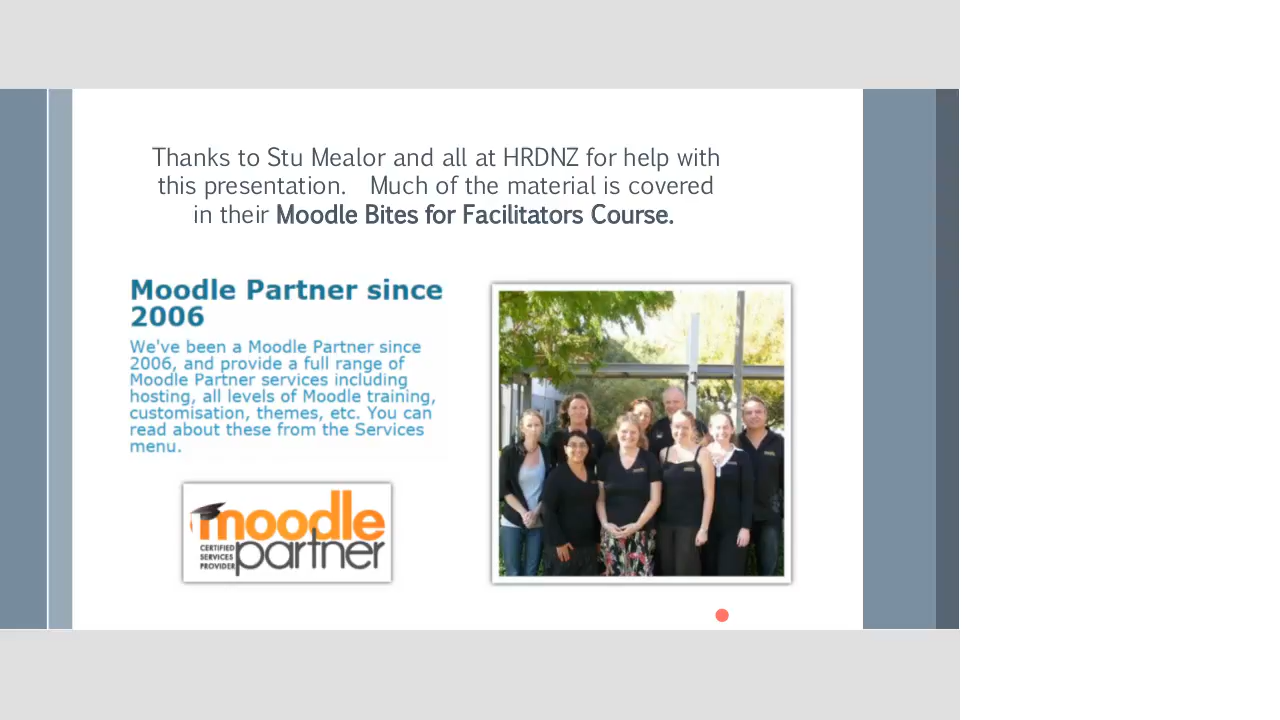 Thanks to Stu Mealor and all at HRDNZ for help with
this presentation. Much of the material is covered
in their Moodle Bites for Facilitators Course.
Moodle Partner since
2006
We've been a Moodle Partner since
2006, and provide a full range of
Moodle Partner services including
hosting, all levels of Moodle training,
customisation, themes, etc. You can
read about these from the Services
menu.
moodle
CERTIFIED
SERVICES
PROVIDER
partner